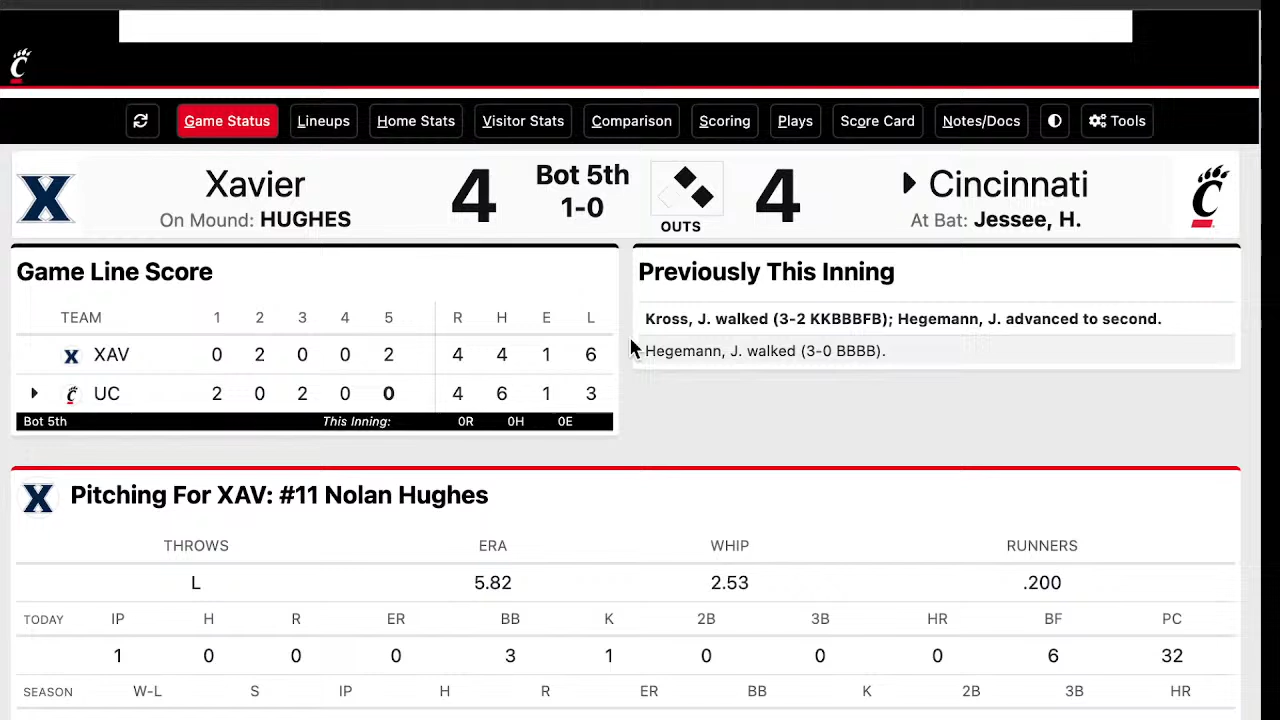 Game Status Lineups Home Stats Visitor Stats Comparison Scoring Plays Score Card Notes/Docs Tools
Xavier 4 Bot 5th 4 Cincinnati
On Mound: HUGHES 1-0 OUTS At Bat: Jessee, H.
Game Line Score
TEAM 1 2 3 4 5 R H E L
XAV 0 2 0 0 2 4 4 1 6
UC 2 0 2 0 0 4 6 1 3
Bot 5th This Inning: 0R 0H 0E
Previously This Inning
Kross, J. walked (3-2 KKBBBFB); Hegemann, J. advanced to second.
Hegemann, J. walked (3-0 BBBB).
Pitching For XAV: #11 Nolan Hughes
THROWS ERA WHIP RUNNERS
L 5.82 2.53 .200
TODAY IP H R ER BB K 2B 3B HR BF PC
1 0 0 0 3 1 0 0 0 6 32
SEASON W-L S IP H R ER BB K 2B 3B HR